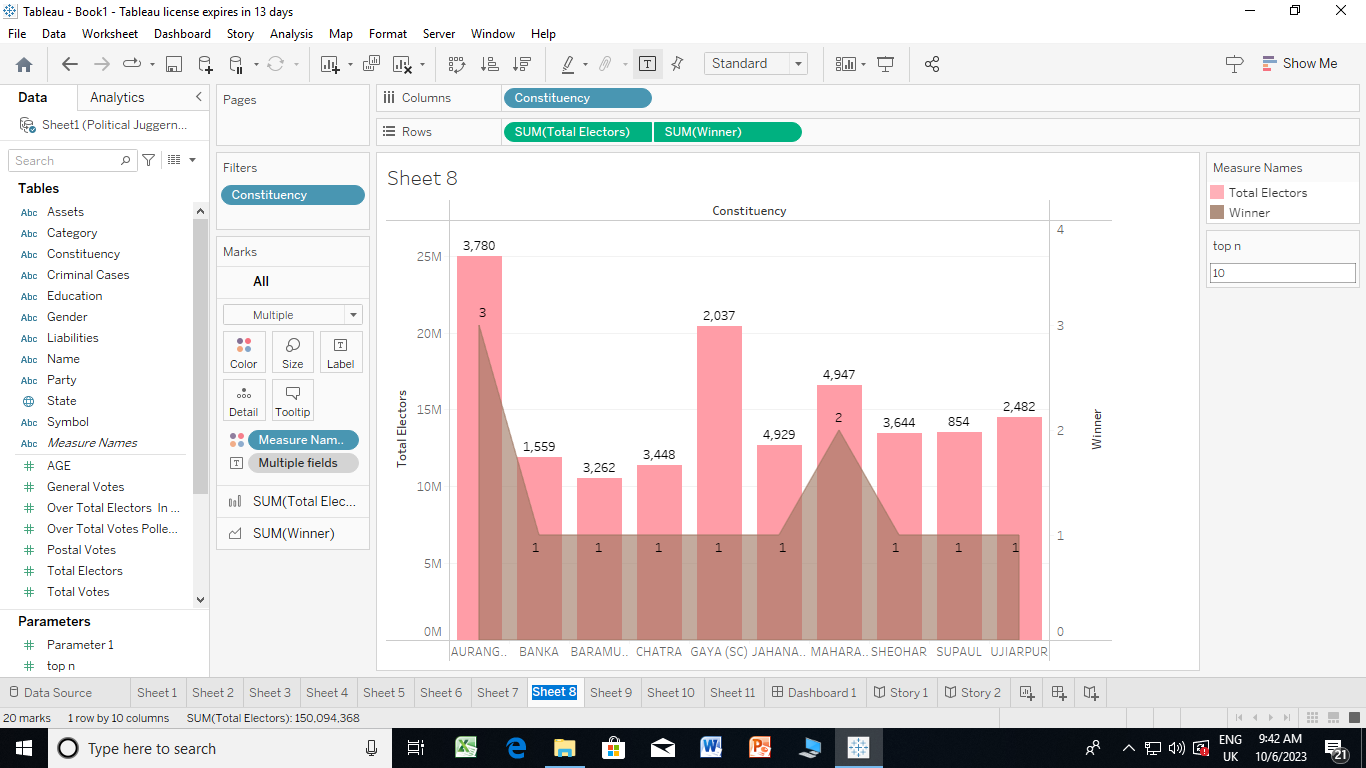 Tableau - Book1 - Tableau license expires in 13 days
File Data Worksheet Dashboard Story Analysis Map Format Server Window Help
Standard
Show Me
Data Analytics
Sheet1 (Political Juggern...
Search
Tables
Abc Assets
Abc Category
Abc Constituency
Abc Criminal Cases
Abc Education
Abc Gender
Abc Liabilities
Abc Name
Abc Party
State
Abc Symbol
Abc Measure Names
# AGE
# General Votes
# Over Total Electors In ...
# Over Total Votes Polle...
# Postal Votes
# Total Electors
# Total Votes
Parameters
# Parameter 1
# top n
Pages
Filters
Constituency
Marks
All
Multiple
Color Size Label
Detail Tooltip
Measure Nam..
Multiple fields
SUM(Total Elec...
SUM(Winner)
Columns Constituency
Rows SUM(Total Electors) SUM(Winner)
Sheet 8
Constituency
Total Electors
25M
20M
15M
10M
5M
0M
3,780
1,559
3,262
3,448
2,037
4,929
4,947
3,644
854
2,482
3
1
1
1
1
1
2
1
1
1
4
3
2
1
0
Winner
AURANG.. BANKA BARAMU.. CHATRA GAYA (SC) JAHANA.. MAHARA.. SHEOHAR SUPAUL UJIARPUR
Measure Names
Total Electors
Winner
top n
10
Data Source Sheet 1 Sheet 2 Sheet 3 Sheet 4 Sheet 5 Sheet 6 Sheet 7 Sheet 8 Sheet 9 Sheet 10 Sheet 11 Dashboard 1 Story 1 Story 2
20 marks 1 row by 10 columns SUM(Total Electors): 150,094,368
Type here to search
ENG
UK
9:42 AM
10/6/2023
21